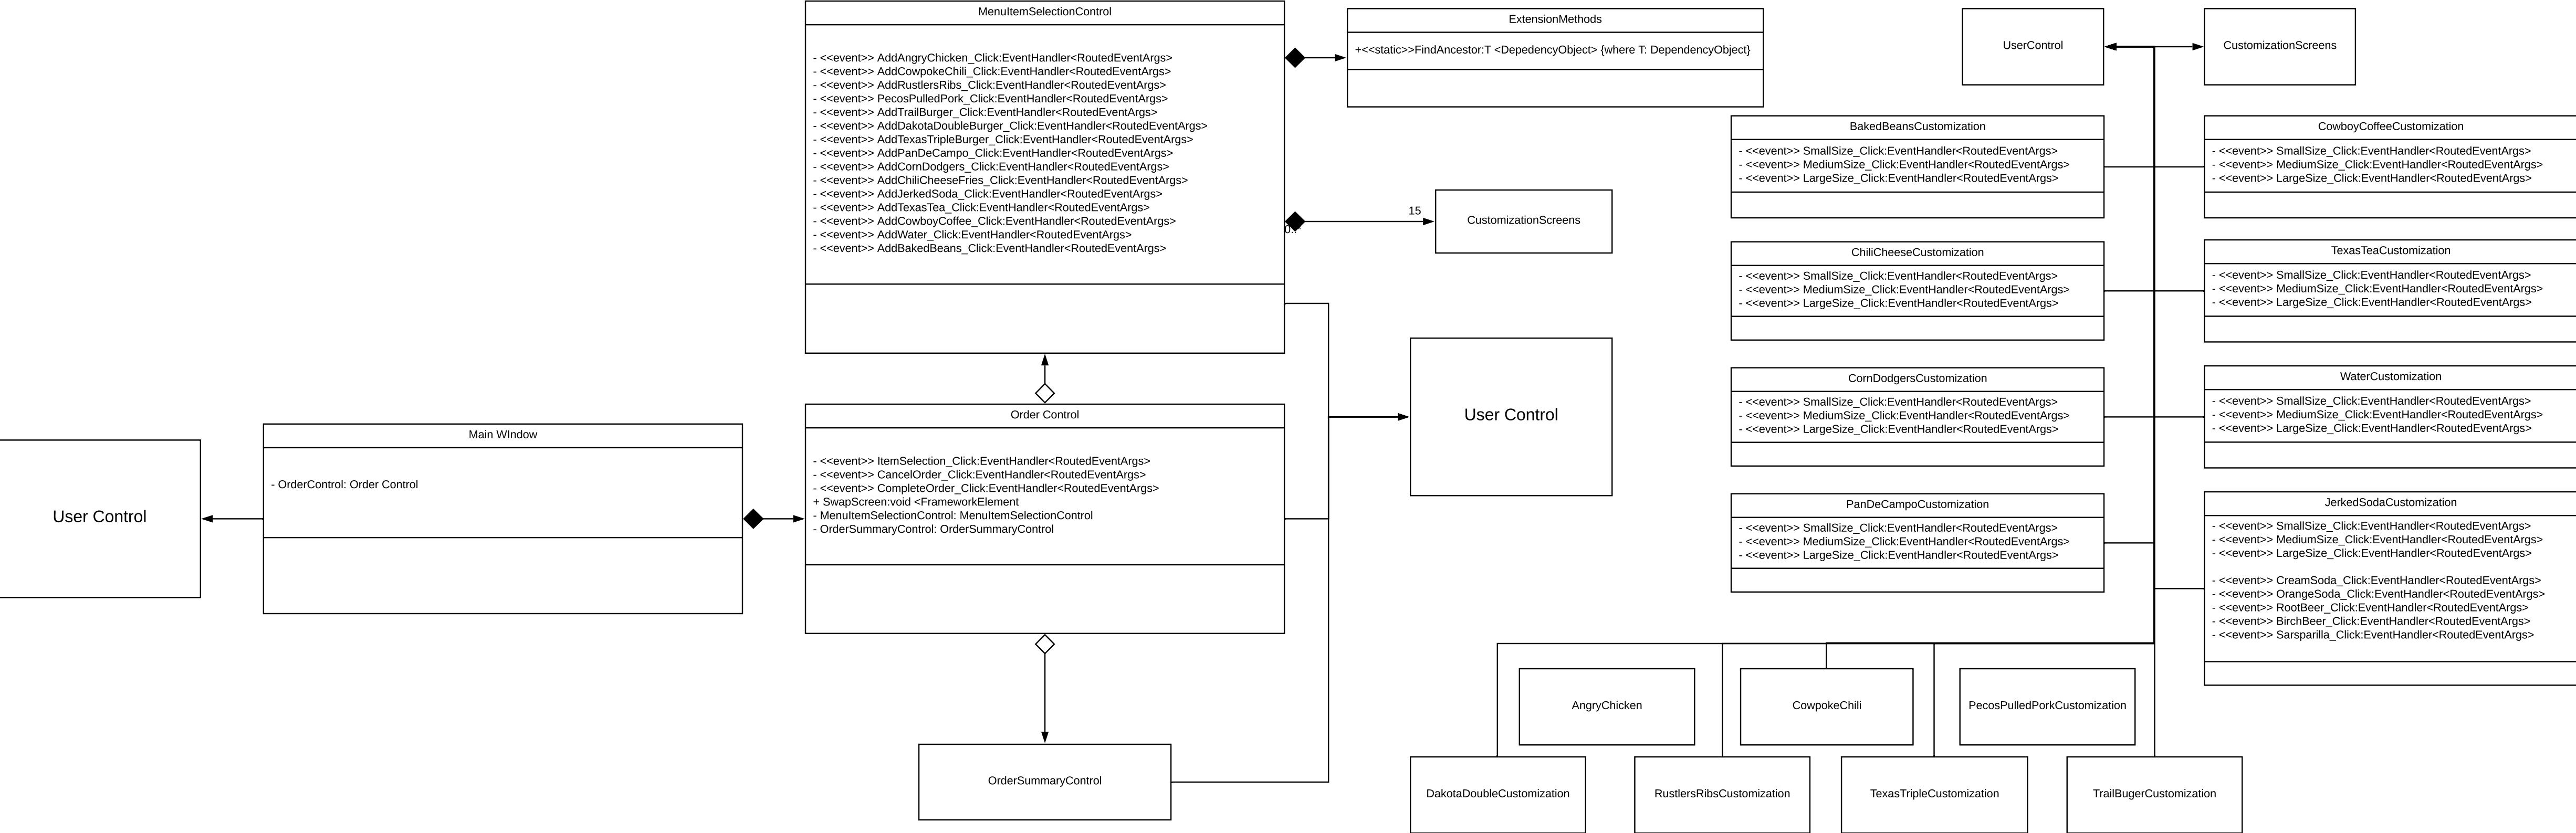 MenuItemSelectionControl
- <<event>> AddAngryChicken_Click:EventHandler<RoutedEventArgs>
- <<event>> AddCowpokeChili_Click:EventHandler<RoutedEventArgs>
- <<event>> AddRustlersRibs_Click:EventHandler<RoutedEventArgs>
- <<event>> PecosPulledPork_Click:EventHandler<RoutedEventArgs>
- <<event>> AddTrailBurger_Click:EventHandler<RoutedEventArgs>
- <<event>> AddDakotaDoubleBurger_Click:EventHandler<RoutedEventArgs>
- <<event>> AddTexasTripleBurger_Click:EventHandler<RoutedEventArgs>
- <<event>> AddPanDeCampo_Click:EventHandler<RoutedEventArgs>
- <<event>> AddCornDodgers_Click:EventHandler<RoutedEventArgs>
- <<event>> AddChiliCheeseFries_Click:EventHandler<RoutedEventArgs>
- <<event>> AddJerkedSoda_Click:EventHandler<RoutedEventArgs>
- <<event>> AddTexasTea_Click:EventHandler<RoutedEventArgs>
- <<event>> AddCowboyCoffee_Click:EventHandler<RoutedEventArgs>
- <<event>> AddWater_Click:EventHandler<RoutedEventArgs>
- <<event>> AddBakedBeans_Click:EventHandler<RoutedEventArgs>
ExtensionMethods
+<<static>>FindAncestor:T <DepedencyObject> {where T: DependencyObject}
15
CustomizationScreens
User Control
Main WIndow
- OrderControl: Order Control
Order Control
- <<event>> ItemSelection_Click:EventHandler<RoutedEventArgs>
- <<event>> CancelOrder_Click:EventHandler<RoutedEventArgs>
- <<event>> CompleteOrder_Click:EventHandler<RoutedEventArgs>
+ SwapScreen:void <FrameworkElement
- MenuItemSelectionControl: MenuItemSelectionControl
- OrderSummaryControl: OrderSummaryControl
User Control
OrderSummaryControl
UserControl
CustomizationScreens
BakedBeansCustomization
- <<event>> SmallSize_Click:EventHandler<RoutedEventArgs>
- <<event>> MediumSize_Click:EventHandler<RoutedEventArgs>
- <<event>> LargeSize_Click:EventHandler<RoutedEventArgs>
CowboyCoffeeCustomization
- <<event>> SmallSize_Click:EventHandler<RoutedEventArgs>
- <<event>> MediumSize_Click:EventHandler<RoutedEventArgs>
- <<event>> LargeSize_Click:EventHandler<RoutedEventArgs>
ChiliCheeseCustomization
- <<event>> SmallSize_Click:EventHandler<RoutedEventArgs>
- <<event>> MediumSize_Click:EventHandler<RoutedEventArgs>
- <<event>> LargeSize_Click:EventHandler<RoutedEventArgs>
TexasTeaCustomization
- <<event>> SmallSize_Click:EventHandler<RoutedEventArgs>
- <<event>> MediumSize_Click:EventHandler<RoutedEventArgs>
- <<event>> LargeSize_Click:EventHandler<RoutedEventArgs>
CornDodgersCustomization
- <<event>> SmallSize_Click:EventHandler<RoutedEventArgs>
- <<event>> MediumSize_Click:EventHandler<RoutedEventArgs>
- <<event>> LargeSize_Click:EventHandler<RoutedEventArgs>
WaterCustomization
- <<event>> SmallSize_Click:EventHandler<RoutedEventArgs>
- <<event>> MediumSize_Click:EventHandler<RoutedEventArgs>
- <<event>> LargeSize_Click:EventHandler<RoutedEventArgs>
PanDeCampoCustomization
- <<event>> SmallSize_Click:EventHandler<RoutedEventArgs>
- <<event>> MediumSize_Click:EventHandler<RoutedEventArgs>
- <<event>> LargeSize_Click:EventHandler<RoutedEventArgs>
JerkedSodaCustomization
- <<event>> SmallSize_Click:EventHandler<RoutedEventArgs>
- <<event>> MediumSize_Click:EventHandler<RoutedEventArgs>
- <<event>> LargeSize_Click:EventHandler<RoutedEventArgs>
- <<event>> CreamSoda_Click:EventHandler<RoutedEventArgs>
- <<event>> OrangeSoda_Click:EventHandler<RoutedEventArgs>
- <<event>> RootBeer_Click:EventHandler<RoutedEventArgs>
- <<event>> BirchBeer_Click:EventHandler<RoutedEventArgs>
- <<event>> Sarsparilla_Click:EventHandler<RoutedEventArgs>
AngryChicken
CowpokeChili
PecosPulledPorkCustomization
DakotaDoubleCustomization
RustlersRibsCustomization
TexasTripleCustomization
TrailBugerCustomization